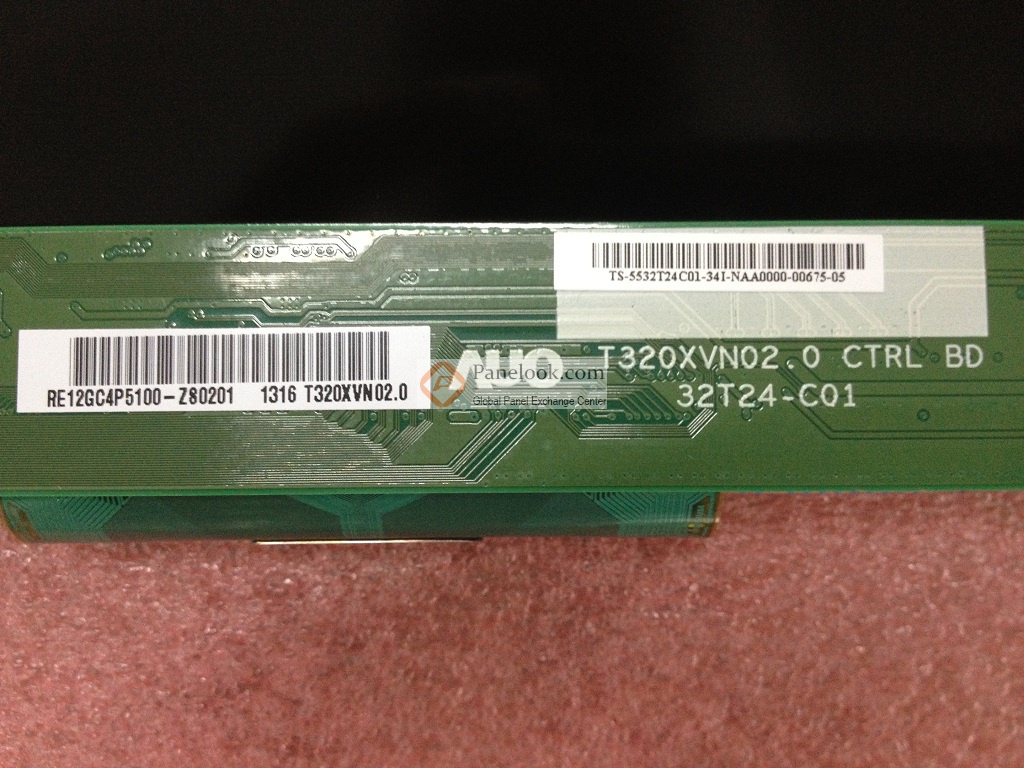 TS-5532T24C01-34I-NAA0000-00675-05
RE12GC4P5100-Z80201 1316 T320XVN02.0
AUO T320XVN02.0 CTRL BD
32T24-C01
Panelook.com
Global Panel Exchange Center